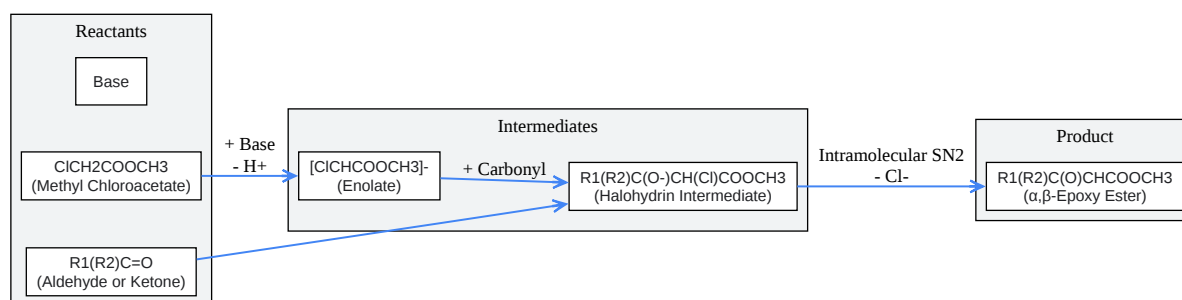 Reactants
Base
ClCH2COOCH3
(Methyl Chloroacetate)
R1(R2)C=O
(Aldehyde or Ketone)
+ Base
- H+
Intermediates
[ClCHCOOCH3]-
(Enolate)
+ Carbonyl
R1(R2)C(O-)CH(Cl)COOCH3
(Halohydrin Intermediate)
Intramolecular SN2
- Cl-
Product
R1(R2)C(O)CHCOOCH3
(α,β-Epoxy Ester)